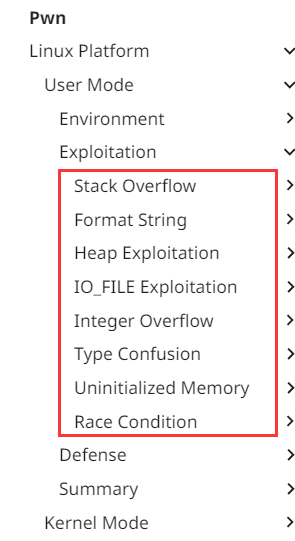 Pwn
Linux Platform
User Mode
Environment
Exploitation
Stack Overflow
Format String
Heap Exploitation
IO_FILE Exploitation
Integer Overflow
Type Confusion
Uninitialized Memory
Race Condition
Defense
Summary
Kernel Mode